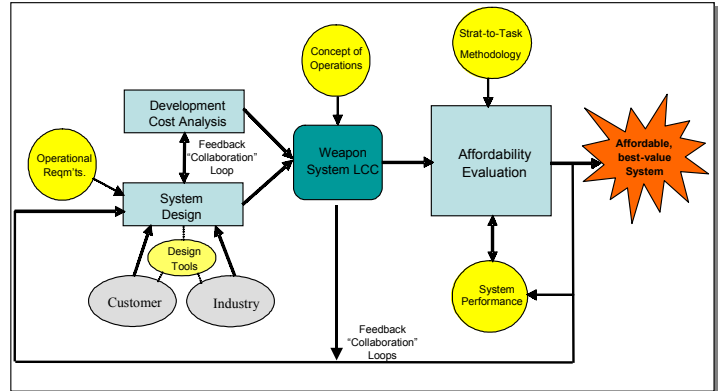 Strat-to-Task
Methodology
Concept of
Operations
Development
Cost Analysis
Affordable,
best-value
System
Feedback
"Collaboration"
Loop
Operational
Reqm'ts.
Weapon
System LCC
Affordability
Evaluation
System
Design
Design
Tools
Customer
Industry
System
Performance
Feedback
"Collaboration"
Loops